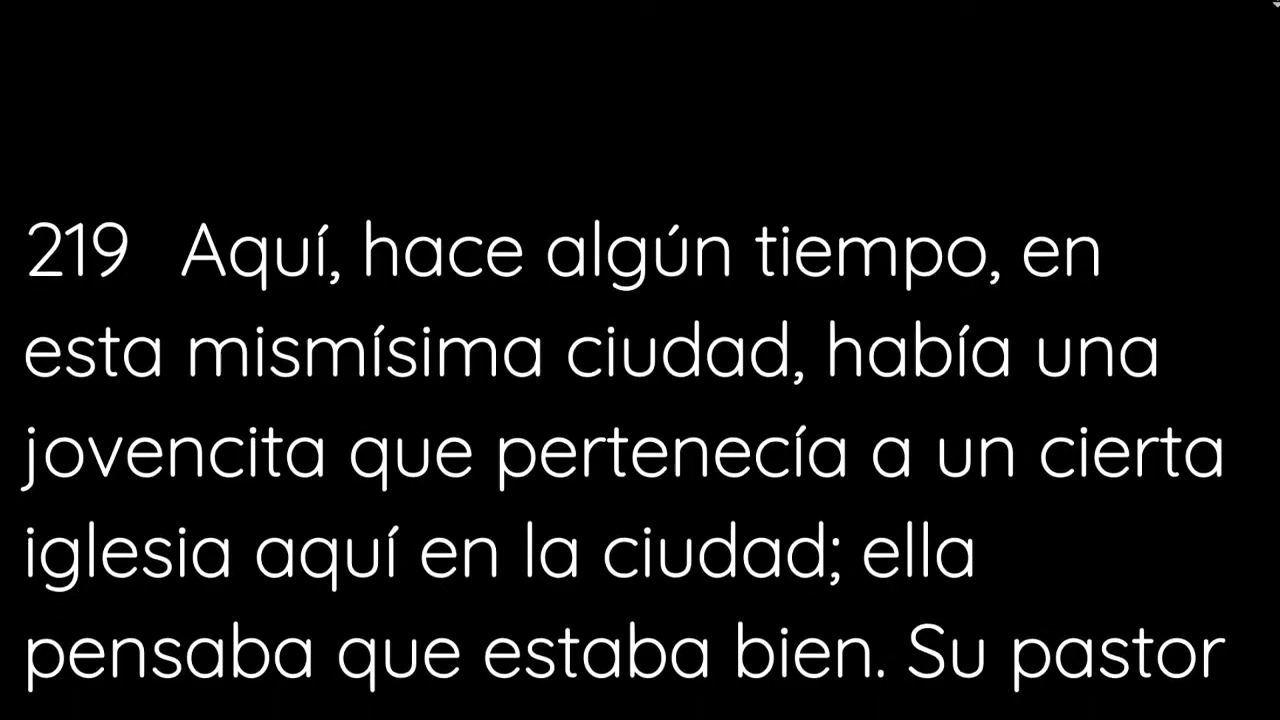 219 Aquí, hace algún tiempo, en
esta mismísima ciudad, había una
jovencita que pertenecía a un cierta
iglesia aquí en la ciudad; ella
pensaba que estaba bien. Su pastor